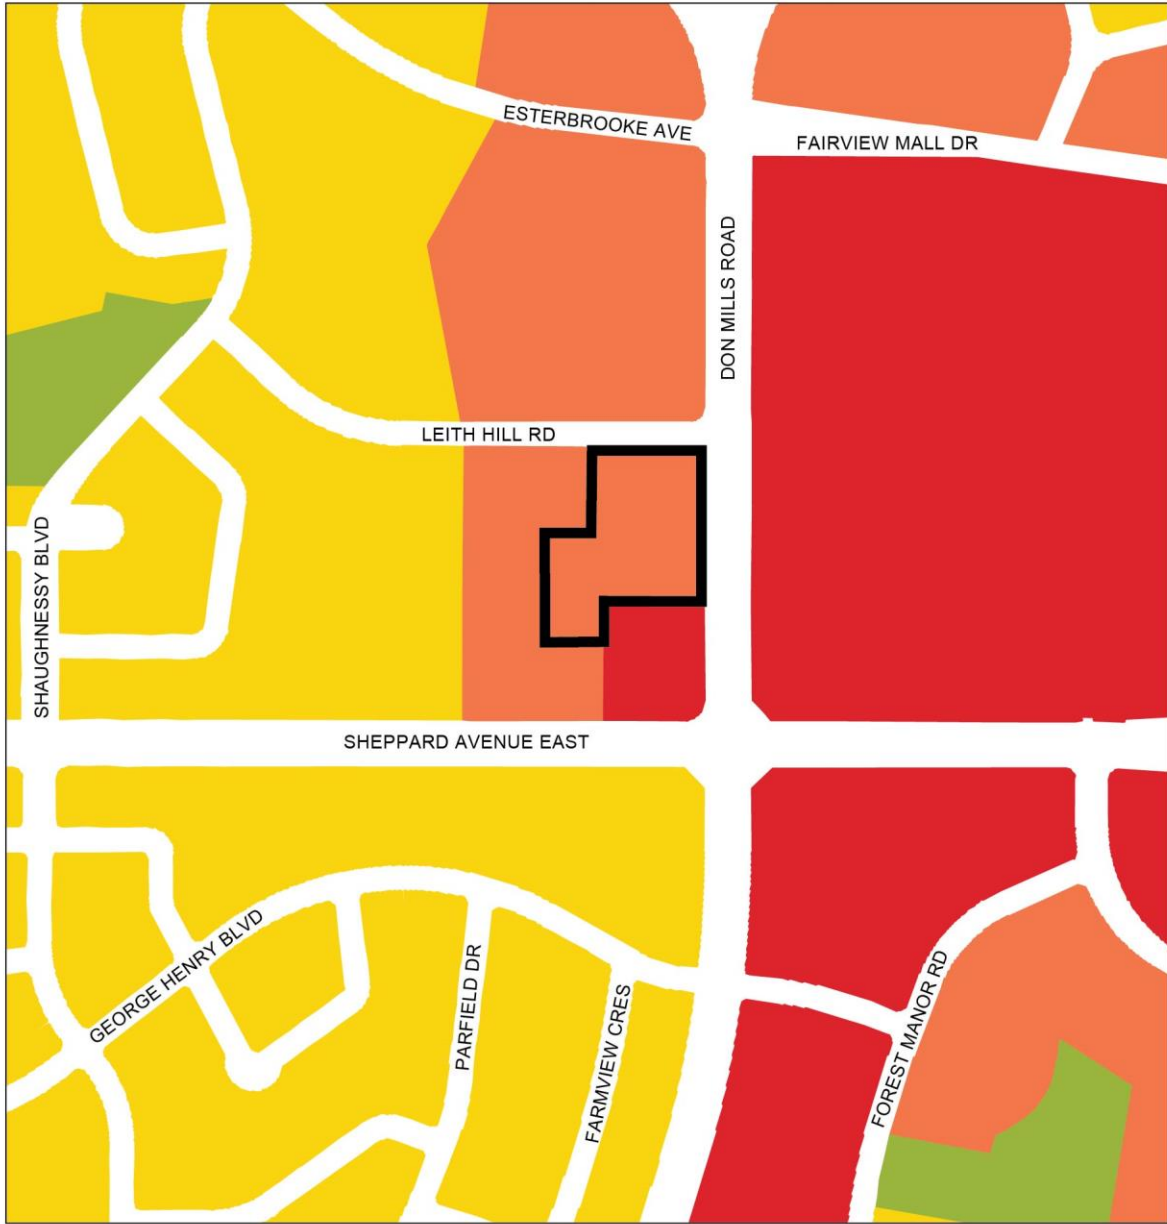 ESTERBROOKE AVE
FAIRVIEW MALL DR
DON MILLS ROAD
LEITH HILL RD
SHAUGHNESSY BLVD
SHEPPARD AVENUE EAST
GEORGE HENRY BLVD
PARFIELD DR
FARMVIEW CRES
FOREST MANOR RD